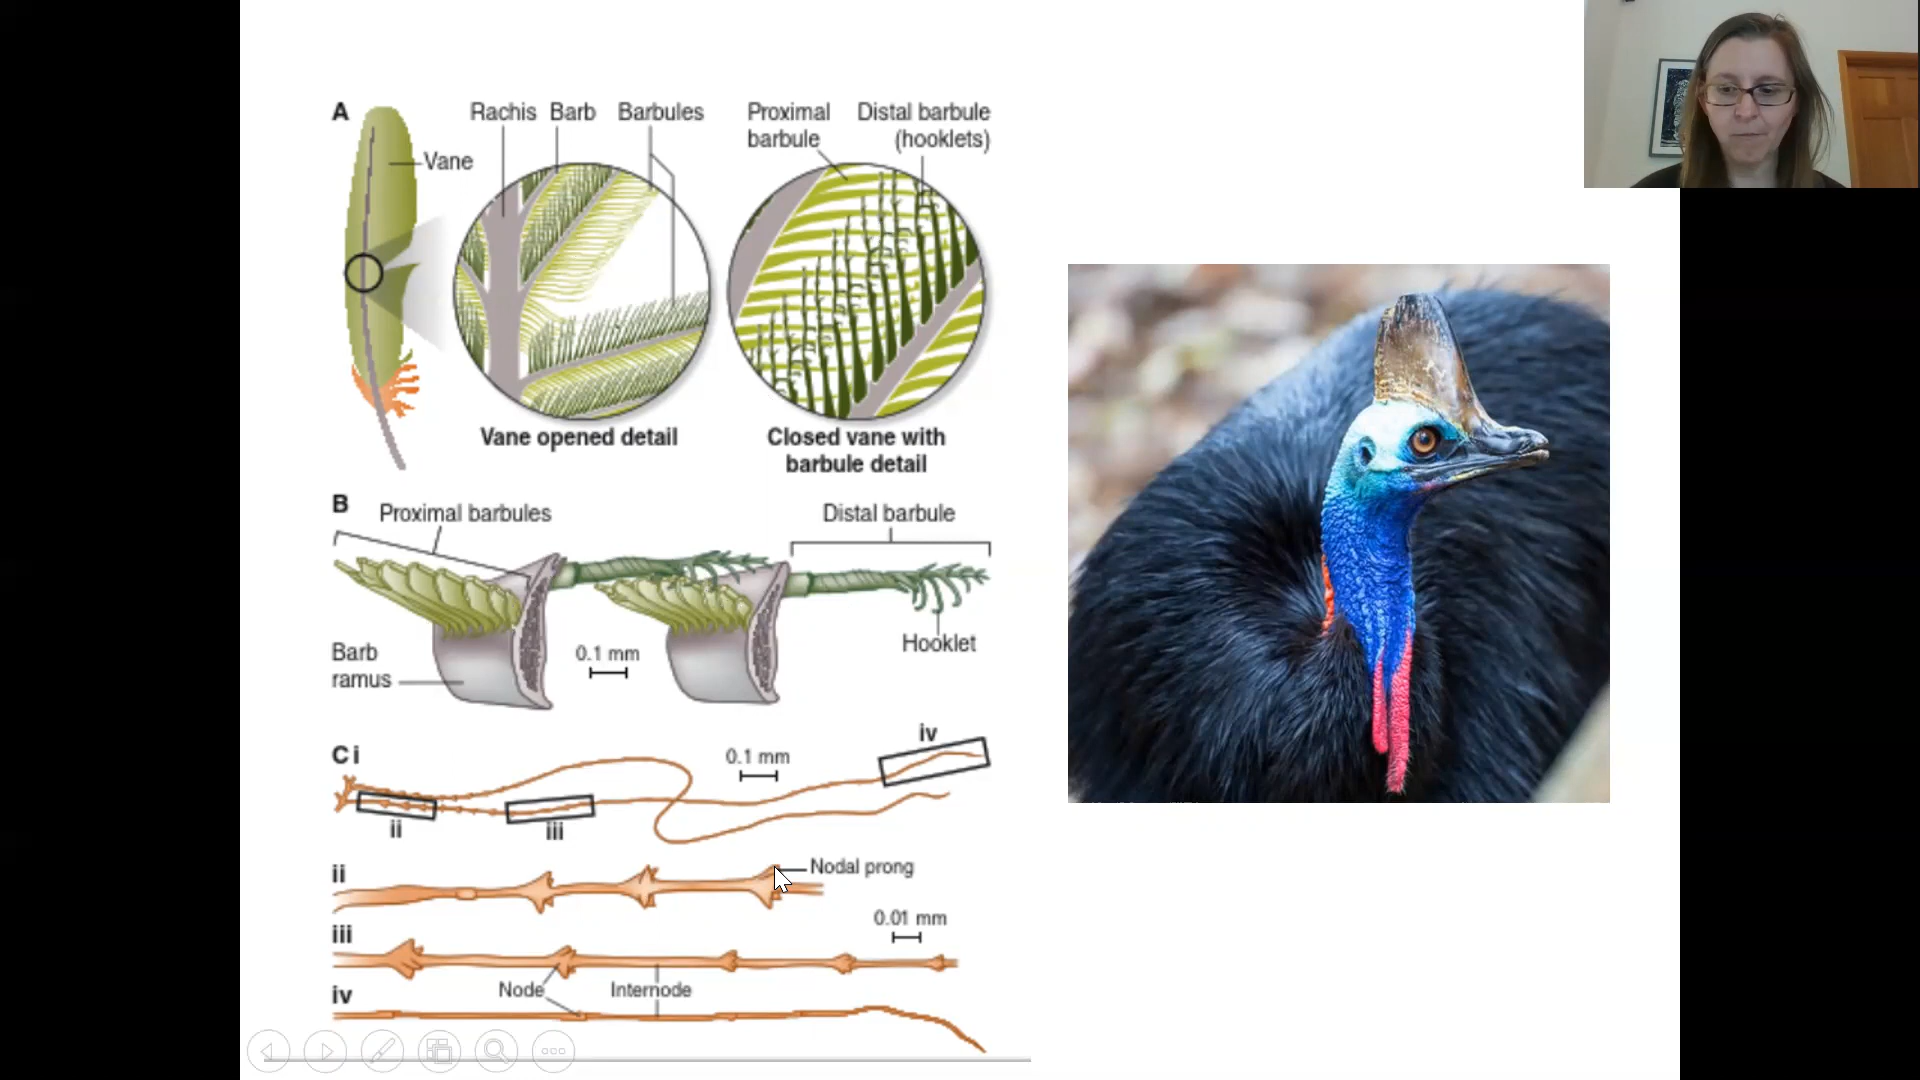 A
Rachis Barb Barbules
Proximal barbule
Distal barbule (hooklets)
Vane
Vane opened detail
Closed vane with
barbule detail
B
Proximal barbules
Distal barbule
Barb
ramus
0.1 mm
Hooklet
C i
0.1 mm
iv
ii
iii
ii
Nodal prong
0.01 mm
iii
Node
Internode
iv